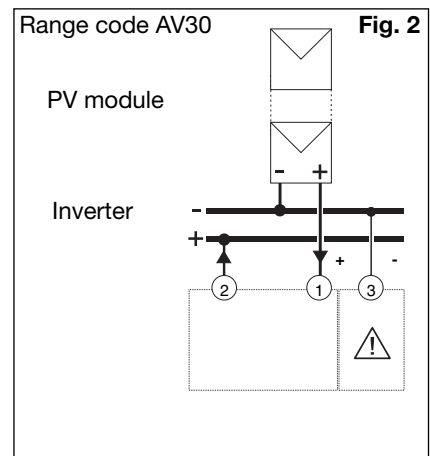 Range code AV30 Fig. 2
PV module
- +
Inverter -
+
+ -
2 1 3
!